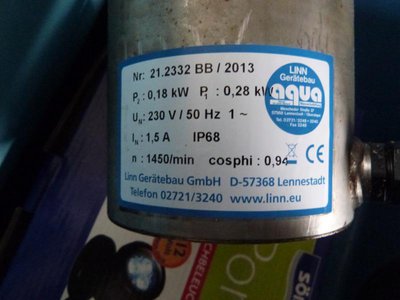 Nr: 21.2332 BB / 2013
P₂: 0,18 kW P₁: 0,28 kW
Uₙ: 230 V / 50 Hz 1 ~
Iₙ: 1,5 A IP68
n : 1450/min cosphi : 0,94
Linn Gerätebau GmbH D-57368 Lennestadt
Telefon 02721/3240 www.linn.eu
LINN
Gerätebau
aqua
12
söll